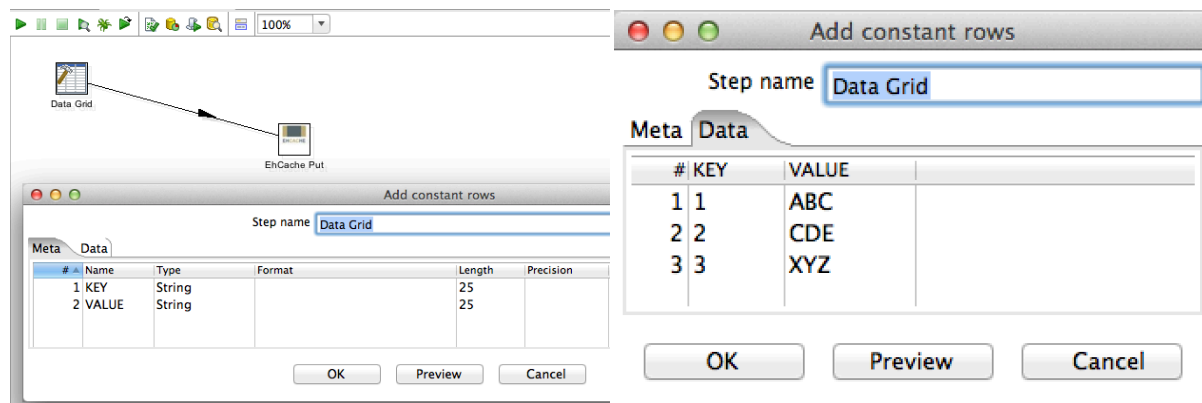 100%
Data Grid
EHCACHE
EhCache Put
Add constant rows
Step name Data Grid
Meta Data
# Name Type Format Length Precision
1 KEY String 25
2 VALUE String 25
OK Preview Cancel
Add constant rows
Step name Data Grid
Meta Data
# KEY VALUE
1 1 ABC
2 2 CDE
3 3 XYZ
OK Preview Cancel